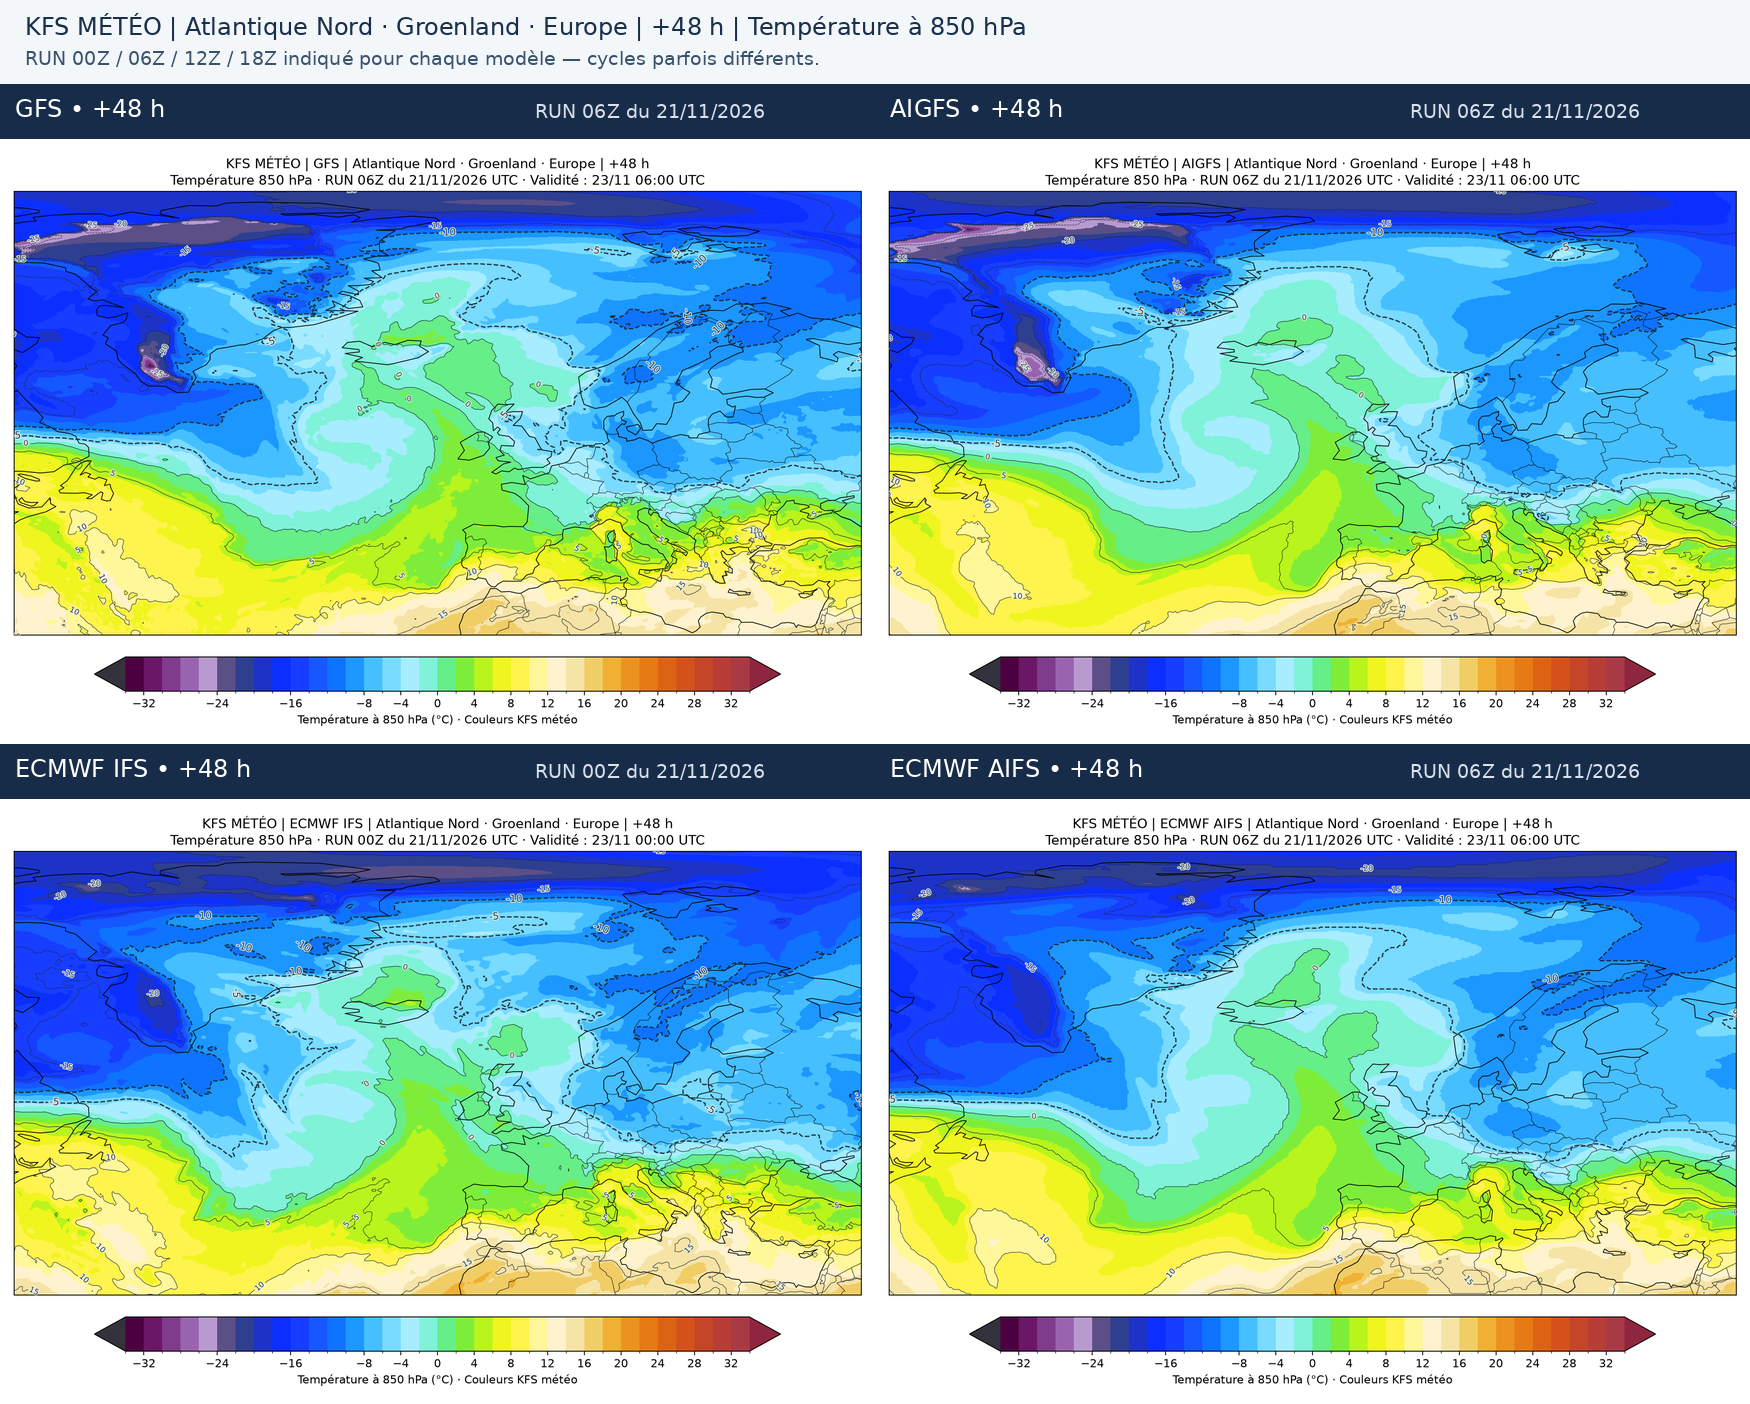 KFS MÉTÉO | Atlantique Nord · Groenland · Europe | +48 h | Température à 850 hPa
RUN 00Z / 06Z / 12Z / 18Z indiqué pour chaque modèle — cycles parfois différents.
GFS • +48 h RUN 06Z du 21/11/2026
KFS MÉTÉO | GFS | Atlantique Nord · Groenland · Europe | +48 h
Température 850 hPa · RUN 06Z du 21/11/2026 UTC · Validité : 23/11 06:00 UTC
−32 −24 −16 −8 −4 0 4 8 12 16 20 24 28 32
Température à 850 hPa (°C) · Couleurs KFS météo
AIGFS • +48 h RUN 06Z du 21/11/2026
KFS MÉTÉO | AIGFS | Atlantique Nord · Groenland · Europe | +48 h
Température 850 hPa · RUN 06Z du 21/11/2026 UTC · Validité : 23/11 06:00 UTC
−32 −24 −16 −8 −4 0 4 8 12 16 20 24 28 32
Température à 850 hPa (°C) · Couleurs KFS météo
ECMWF IFS • +48 h RUN 00Z du 21/11/2026
KFS MÉTÉO | ECMWF IFS | Atlantique Nord · Groenland · Europe | +48 h
Température 850 hPa · RUN 00Z du 21/11/2026 UTC · Validité : 23/11 00:00 UTC
−32 −24 −16 −8 −4 0 4 8 12 16 20 24 28 32
Température à 850 hPa (°C) · Couleurs KFS météo
ECMWF AIFS • +48 h RUN 06Z du 21/11/2026
KFS MÉTÉO | ECMWF AIFS | Atlantique Nord · Groenland · Europe | +48 h
Température 850 hPa · RUN 06Z du 21/11/2026 UTC · Validité : 23/11 06:00 UTC
−32 −24 −16 −8 −4 0 4 8 12 16 20 24 28 32
Température à 850 hPa (°C) · Couleurs KFS météo